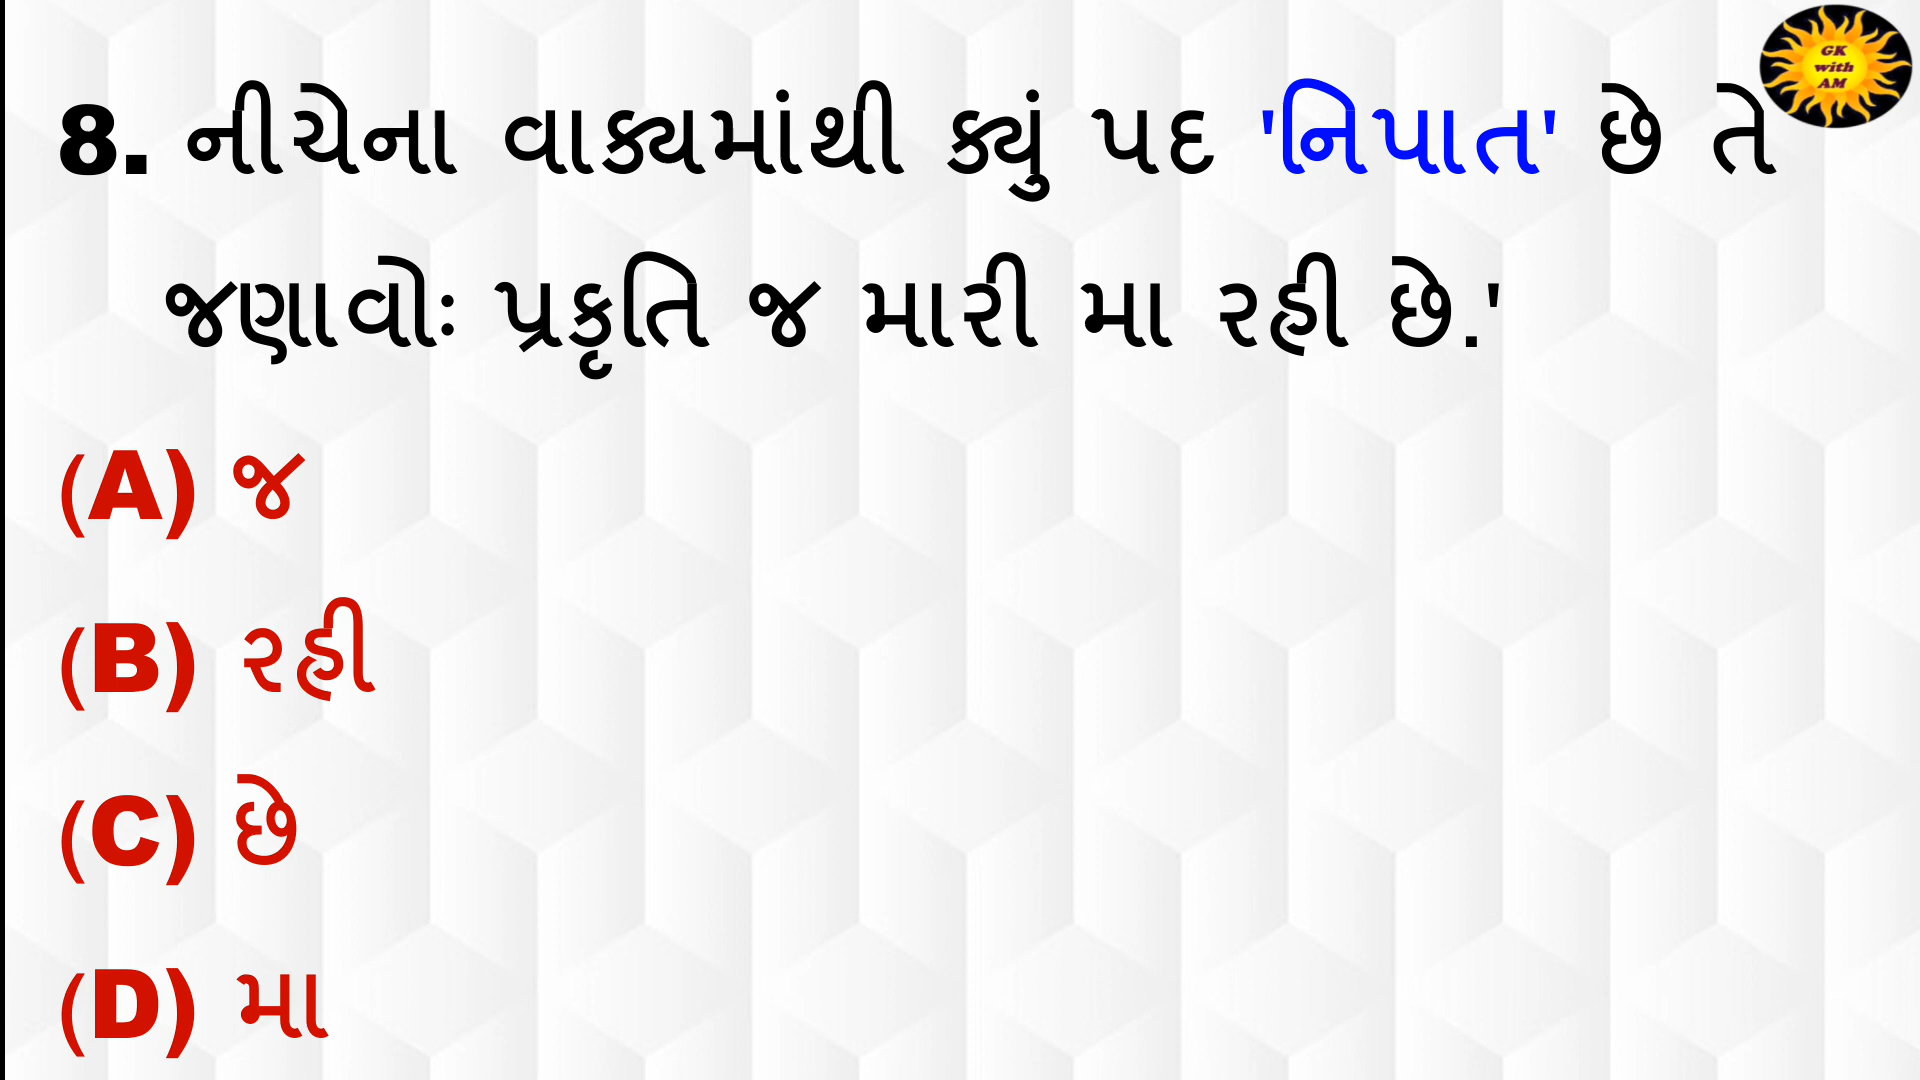 GK
with
AM
8. નીચેના વાક્યમાંથી ક્યું પદ 'નિપાત' છે તે
જણાવોઃ પ્રકૃતિ જ મારી મા રહી છે.'
(A) જ
(B) રહી
(C) છે
(D) મા